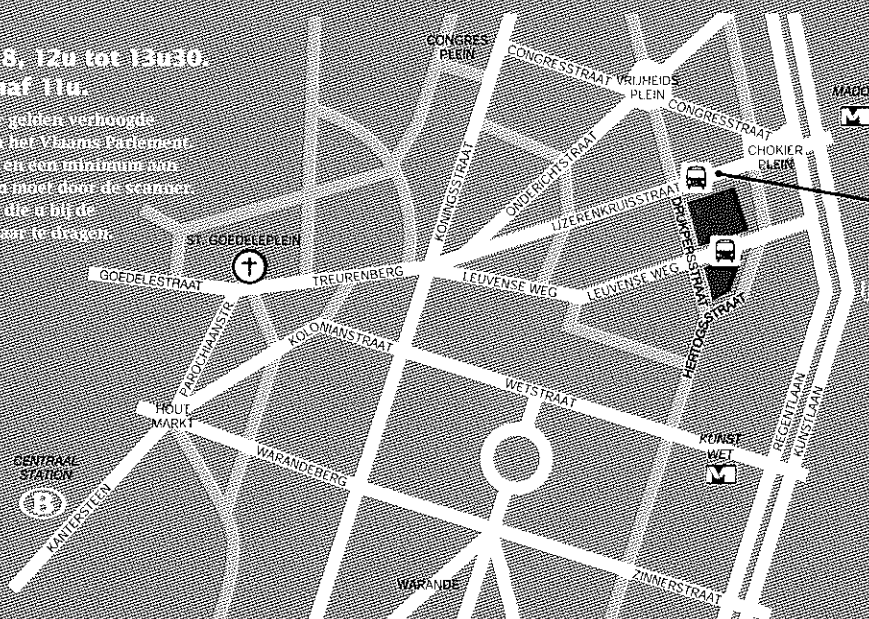 8, 12u tot 13u30.
naf 11u.
gelden verhoogde
het Vlaams Parlement.
en een minimum aan
moet door de scanner.
die u bij de
aar te dragen.
CONGRES
PLEIN
CONGRESSTRAAT
VRIJHEIDS
PLEIN
CONGRESSTRAAT
MADO
M
CHOKIER
PLEIN
KONINGSSTRAAT
ONDERRICHTSTRAAT
IJZERENKRUISSTRAAT
DRUKPERSSTRAAT
ST. GOEDELEPLEIN
GOEDELESTRAAT
TREURENBERG
LEUVENSE WEG
LEUVENSE WEG
HERTOGSSTRAAT
PAROCHIAANSTR.
KOLONIANSTRAAT
WETSTRAAT
REGENTLAAN
KUNSTLAAN
HOUT
MARKT
KUNST
WET
M
CENTRAAL
STATION
B
WARANDEBERG
KANTERSTEEN
WARANDE
ZINNERSTRAAT